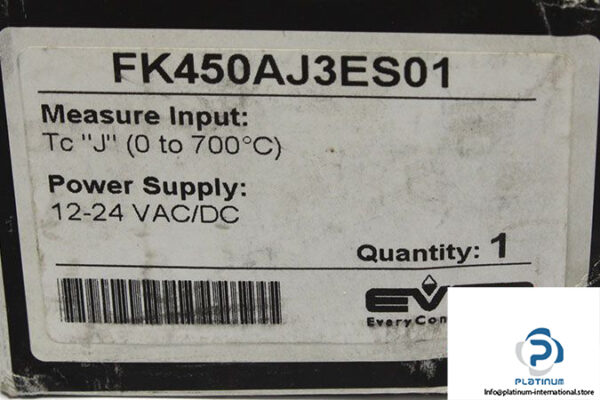 FK450AJ3ES01
Measure Input:
Tc "J" (0 to 700°C)
Power Supply:
12-24 VAC/DC
Quantity: 1
PLATINUM
Info@platinum-international.store